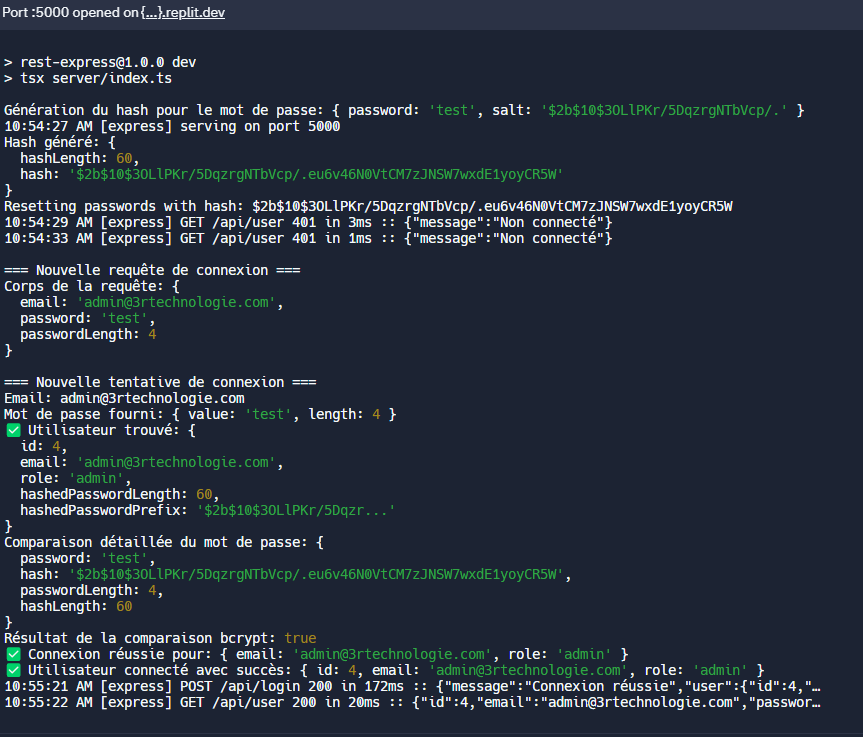 Port :5000 opened on {...}.replit.dev
> rest-express@1.0.0 dev
> tsx server/index.ts
Génération du hash pour le mot de passe: { password: 'test', salt: '$2b$10$3OLlPKr/5DqzrgNTbVcp/.' }
10:54:27 AM [express] serving on port 5000
Hash généré: {
  hashLength: 60,
  hash: '$2b$10$3OLlPKr/5DqzrgNTbVcp/.eu6v46N0VtCM7zJNSW7wxdE1yoyCR5W'
}
Resetting passwords with hash: $2b$10$3OLlPKr/5DqzrgNTbVcp/.eu6v46N0VtCM7zJNSW7wxdE1yoyCR5W
10:54:29 AM [express] GET /api/user 401 in 3ms :: {"message":"Non connecté"}
10:54:33 AM [express] GET /api/user 401 in 1ms :: {"message":"Non connecté"}
=== Nouvelle requête de connexion ===
Corps de la requête: {
  email: 'admin@3rtechnologie.com',
  password: 'test',
  passwordLength: 4
}
=== Nouvelle tentative de connexion ===
Email: admin@3rtechnologie.com
Mot de passe fourni: { value: 'test', length: 4 }
✅ Utilisateur trouvé: {
  id: 4,
  email: 'admin@3rtechnologie.com',
  role: 'admin',
  hashedPasswordLength: 60,
  hashedPasswordPrefix: '$2b$10$3OLlPKr/5Dqzr...'
}
Comparaison détaillée du mot de passe: {
  password: 'test',
  hash: '$2b$10$3OLlPKr/5DqzrgNTbVcp/.eu6v46N0VtCM7zJNSW7wxdE1yoyCR5W',
  passwordLength: 4,
  hashLength: 60
}
Résultat de la comparaison bcrypt: true
✅ Connexion réussie pour: { email: 'admin@3rtechnologie.com', role: 'admin' }
✅ Utilisateur connecté avec succès: { id: 4, email: 'admin@3rtechnologie.com', role: 'admin' }
10:55:21 AM [express] POST /api/login 200 in 172ms :: {"message":"Connexion réussie","user":{"id":4,"…
10:55:22 AM [express] GET /api/user 200 in 20ms :: {"id":4,"email":"admin@3rtechnologie.com","passwor…